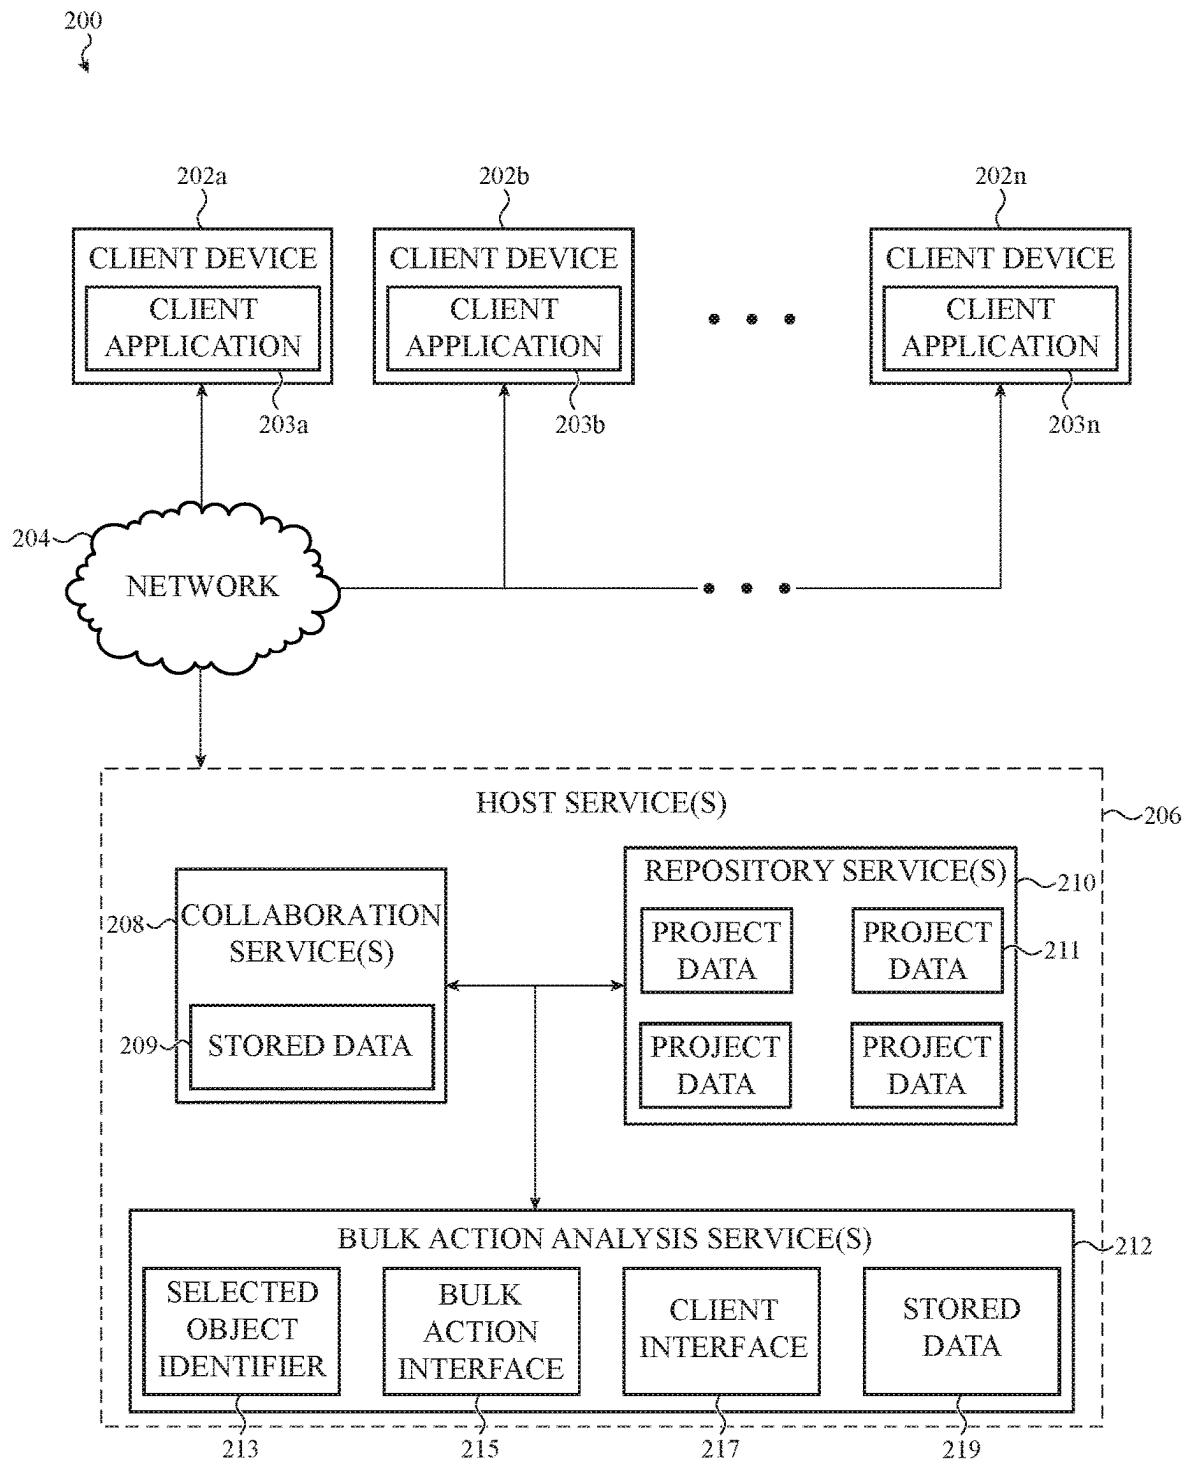 200
202a
202b
202n
CLIENT DEVICE
CLIENT DEVICE
CLIENT DEVICE
CLIENT
APPLICATION
CLIENT
APPLICATION
CLIENT
APPLICATION
203a
203b
203n
204
NETWORK
HOST SERVICE(S)
206
208
COLLABORATION
SERVICE(S)
209
STORED DATA
REPOSITORY SERVICE(S)
210
PROJECT
DATA
PROJECT
DATA
211
PROJECT
DATA
PROJECT
DATA
BULK ACTION ANALYSIS SERVICE(S)
212
SELECTED
OBJECT
IDENTIFIER
BULK
ACTION
INTERFACE
CLIENT
INTERFACE
STORED
DATA
213
215
217
219